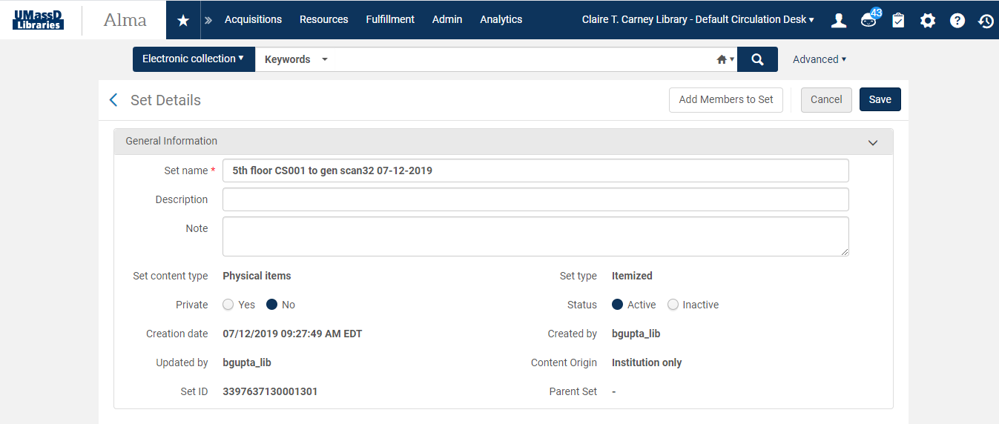 UMassD
Libraries
Alma
Acquisitions Resources Fulfillment Admin Analytics Claire T. Carney Library - Default Circulation Desk 43
Electronic collection Keywords Advanced
Set Details Add Members to Set Cancel Save
General Information
Set name * 5th floor CS001 to gen scan32 07-12-2019
Description
Note
Set content type Physical items Set type Itemized
Private Yes No Status Active Inactive
Creation date 07/12/2019 09:27:49 AM EDT Created by bgupta_lib
Updated by bgupta_lib Content Origin Institution only
Set ID 3397637130001301 Parent Set -